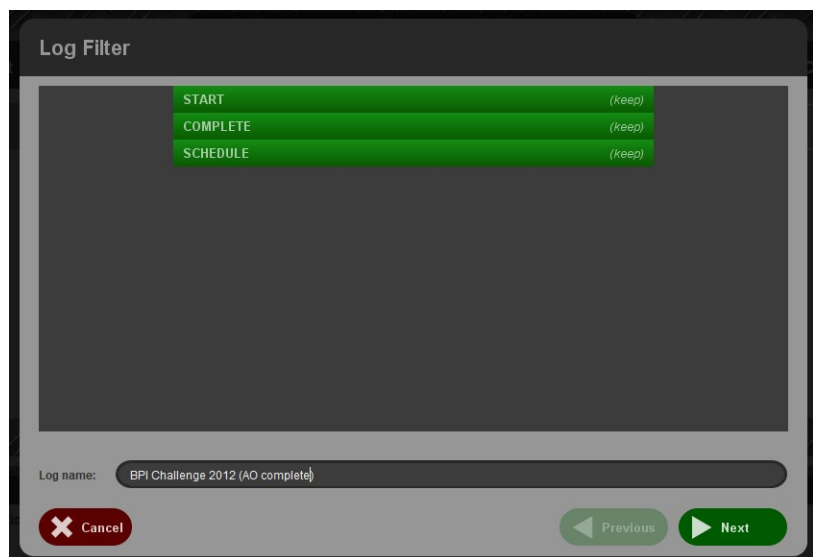 Log Filter
START (keep)
COMPLETE (keep)
SCHEDULE (keep)
Log name: BPI Challenge 2012 (AO complete)
Cancel Previous Next